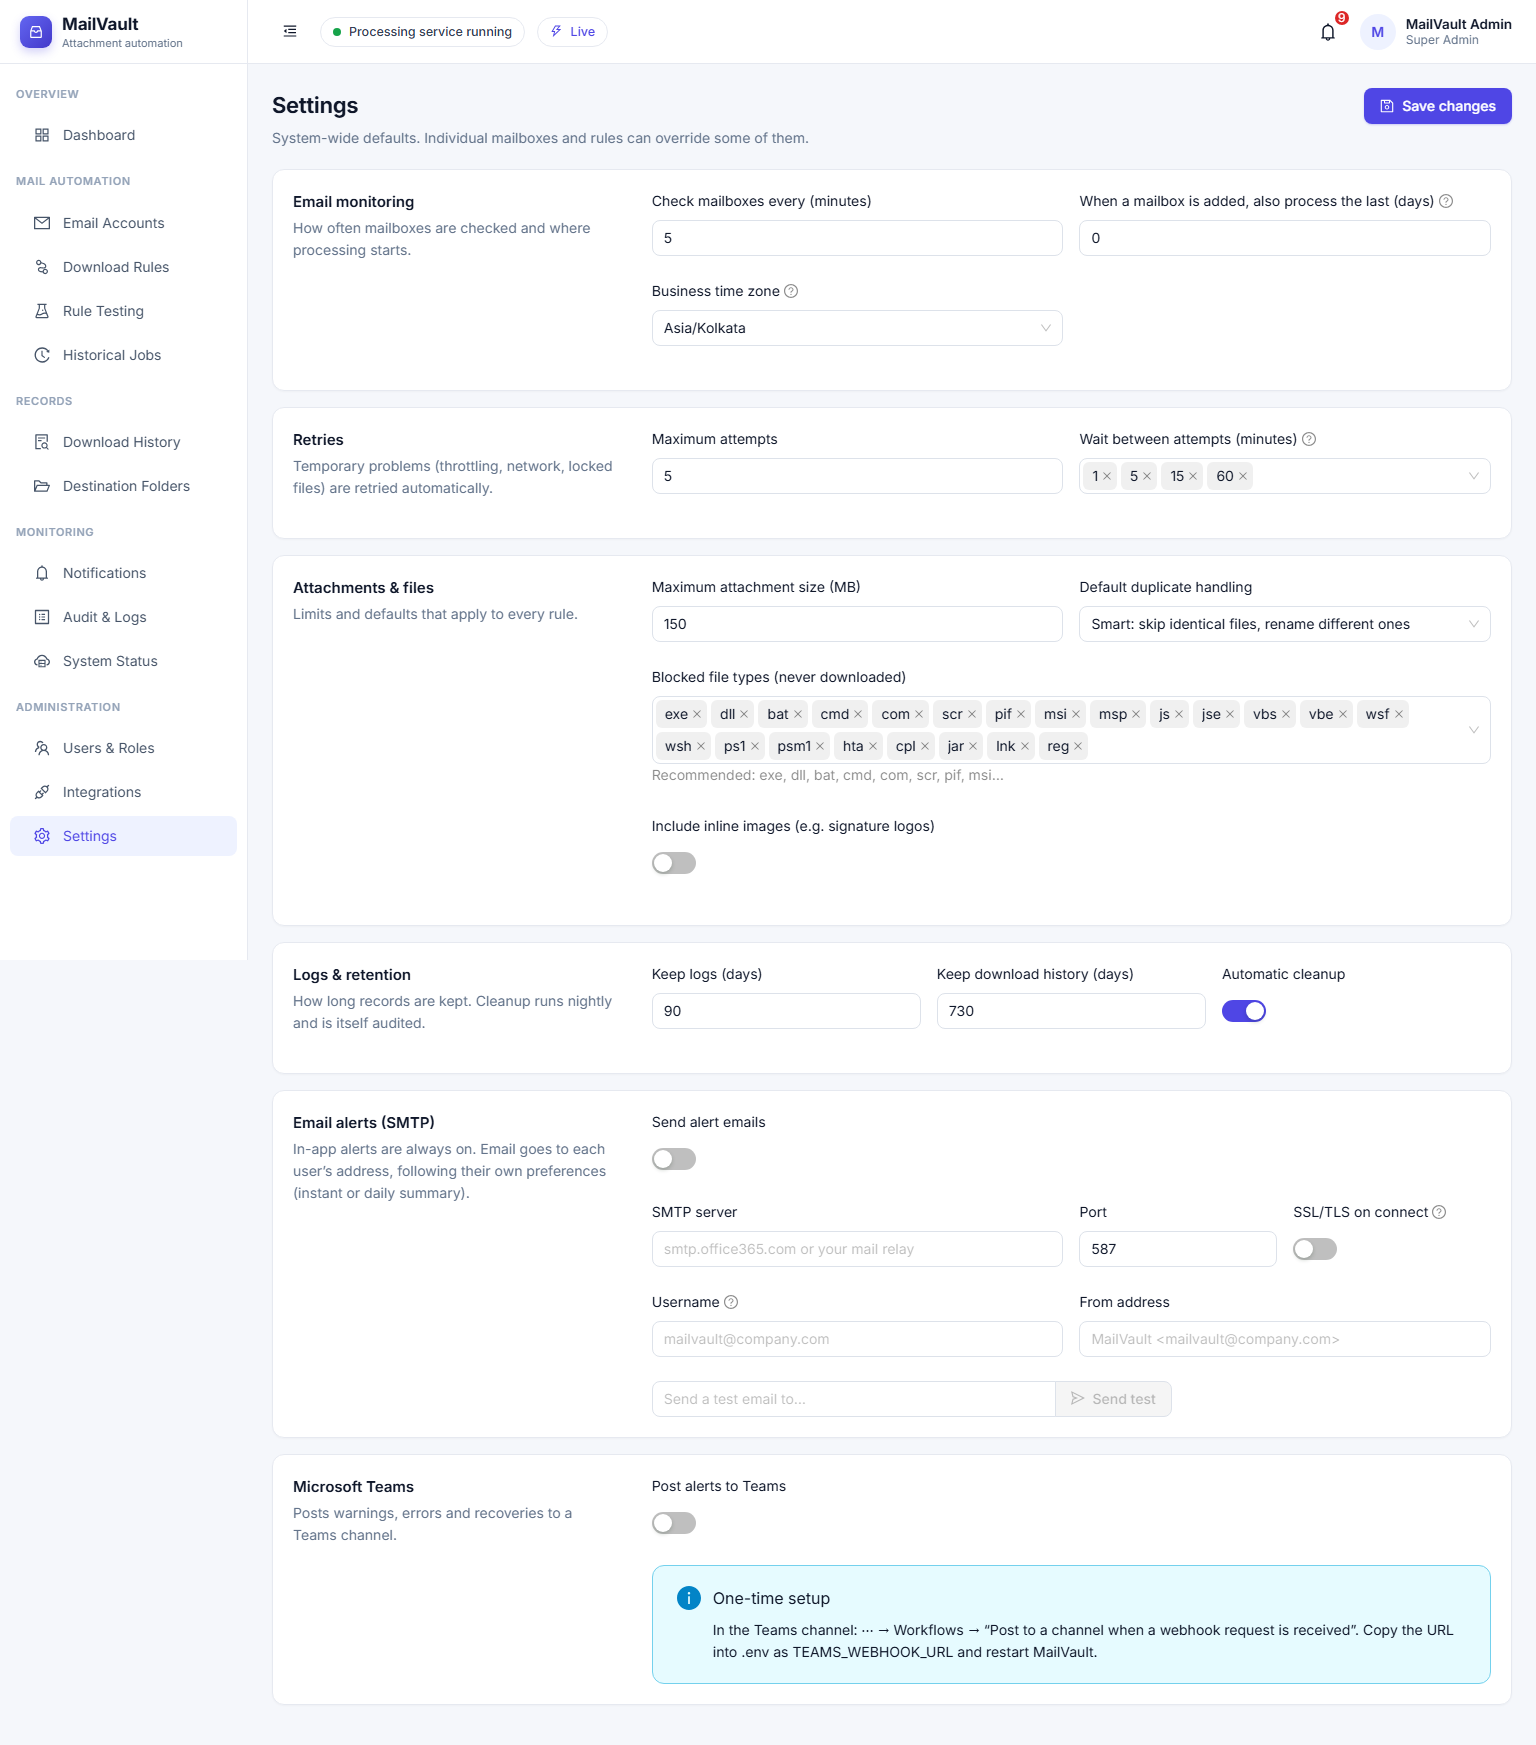 MailVault
Attachment automation
Processing service running
Live
9
M
MailVault Admin
Super Admin
OVERVIEW
Dashboard
MAIL AUTOMATION
Email Accounts
Download Rules
Rule Testing
Historical Jobs
RECORDS
Download History
Destination Folders
MONITORING
Notifications
Audit & Logs
System Status
ADMINISTRATION
Users & Roles
Integrations
Settings
Settings
Save changes
System-wide defaults. Individual mailboxes and rules can override some of them.
Email monitoring
How often mailboxes are checked and where
processing starts.
Check mailboxes every (minutes)
5
When a mailbox is added, also process the last (days)
0
Business time zone
Asia/Kolkata
Retries
Temporary problems (throttling, network, locked
files) are retried automatically.
Maximum attempts
5
Wait between attempts (minutes)
1 5 15 60
Attachments & files
Limits and defaults that apply to every rule.
Maximum attachment size (MB)
150
Default duplicate handling
Smart: skip identical files, rename different ones
Blocked file types (never downloaded)
exe dll bat cmd com scr pif msi msp js jse vbs vbe wsf
wsh ps1 psm1 hta cpl jar lnk reg
Recommended: exe, dll, bat, cmd, com, scr, pif, msi...
Include inline images (e.g. signature logos)
Logs & retention
How long records are kept. Cleanup runs nightly
and is itself audited.
Keep logs (days)
90
Keep download history (days)
730
Automatic cleanup
Email alerts (SMTP)
In-app alerts are always on. Email goes to each
user’s address, following their own preferences
(instant or daily summary).
Send alert emails
SMTP server
smtp.office365.com or your mail relay
Port
587
SSL/TLS on connect
Username
mailvault@company.com
From address
MailVault <mailvault@company.com>
Send a test email to...
Send test
Microsoft Teams
Posts warnings, errors and recoveries to a
Teams channel.
Post alerts to Teams
One-time setup
In the Teams channel: ··· → Workflows → “Post to a channel when a webhook request is received”. Copy the URL
into .env as TEAMS_WEBHOOK_URL and restart MailVault.